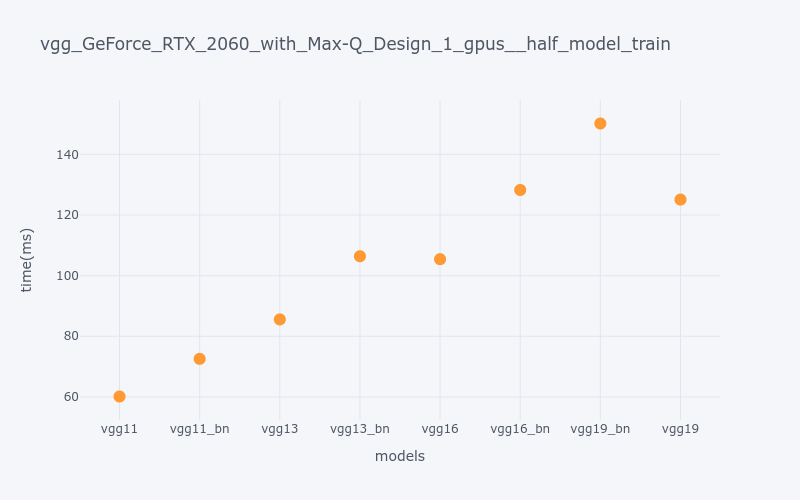 vgg_GeForce_RTX_2060_with_Max-Q_Design_1_gpus__half_model_train
time(ms)
140
120
100
80
60
vgg11 vgg11_bn vgg13 vgg13_bn vgg16 vgg16_bn vgg19_bn vgg19
models